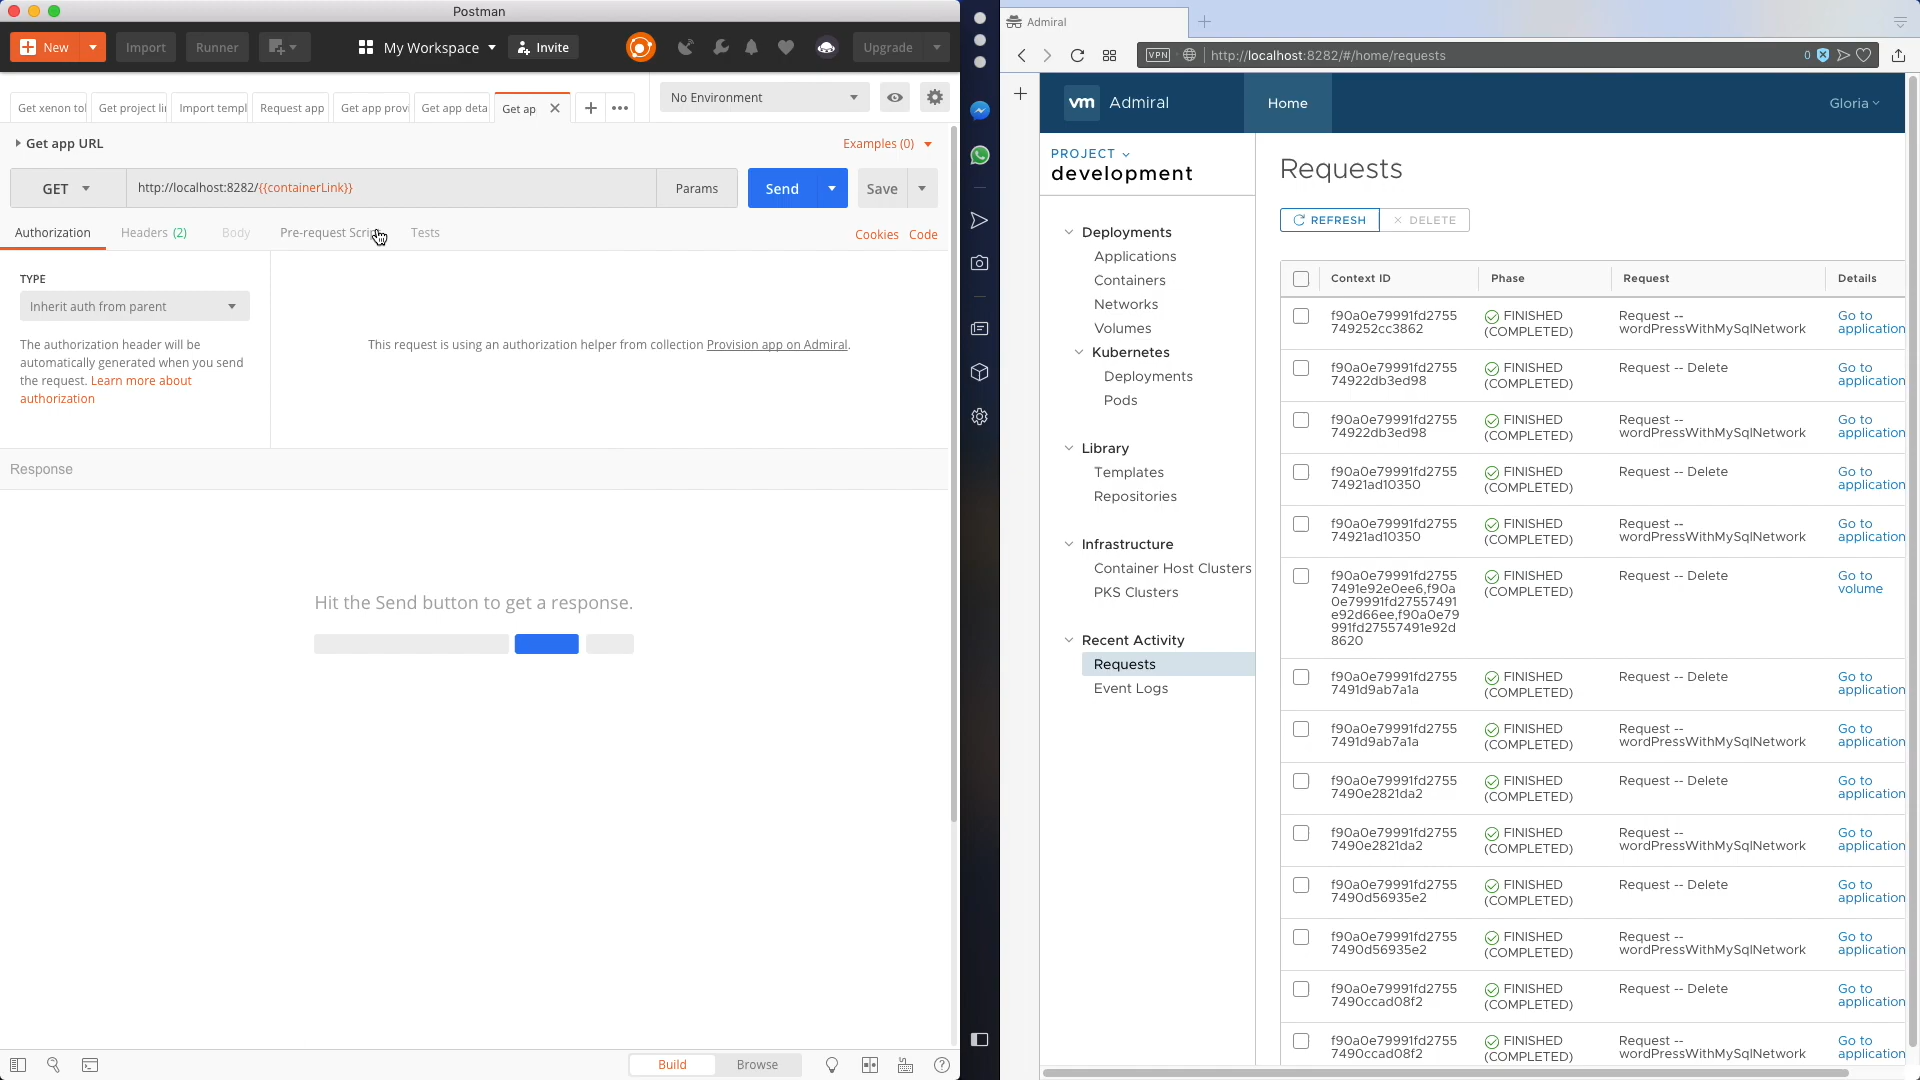 Postman
New
Import
Runner
My Workspace
Invite
Upgrade
Get xenon tol
Get project lin
Import templ
Request app
Get app provi
Get app deta
Get ap
No Environment
Get app URL
Examples (0)
GET
http://localhost:8282/{{containerLink}}
Params
Send
Save
Authorization
Headers (2)
Body
Pre-request Scrip
Tests
Cookies
Code
TYPE
Inherit auth from parent
The authorization header will be
automatically generated when you send
the request. Learn more about
authorization
This request is using an authorization helper from collection Provision app on Admiral.
Response
Hit the Send button to get a response.
Build
Browse
Admiral
VPN
http://localhost:8282/#/home/requests
0
vm
Admiral
Home
Gloria
PROJECT
development
Deployments
Applications
Containers
Networks
Volumes
Kubernetes
Deployments
Pods
Library
Templates
Repositories
Infrastructure
Container Host Clusters
PKS Clusters
Recent Activity
Requests
Event Logs
Requests
REFRESH
DELETE
Context ID
Phase
Request
Details
f90a0e79991fd2755
749252cc3862
FINISHED
(COMPLETED)
Request --
wordPressWithMySqlNetwork
Go to
application
f90a0e79991fd2755
74922db3ed98
FINISHED
(COMPLETED)
Request -- Delete
Go to
application
f90a0e79991fd2755
74922db3ed98
FINISHED
(COMPLETED)
Request --
wordPressWithMySqlNetwork
Go to
application
f90a0e79991fd2755
74921ad10350
FINISHED
(COMPLETED)
Request -- Delete
Go to
application
f90a0e79991fd2755
74921ad10350
FINISHED
(COMPLETED)
Request --
wordPressWithMySqlNetwork
Go to
application
f90a0e79991fd2755
7491e92e0ee6,f90a
0e79991fd27557491
e92d66ee,f90a0e79
991fd27557491e92d
8620
FINISHED
(COMPLETED)
Request -- Delete
Go to
volume
f90a0e79991fd2755
7491d9ab7a1a
FINISHED
(COMPLETED)
Request -- Delete
Go to
application
f90a0e79991fd2755
7491d9ab7a1a
FINISHED
(COMPLETED)
Request --
wordPressWithMySqlNetwork
Go to
application
f90a0e79991fd2755
7490e2821da2
FINISHED
(COMPLETED)
Request -- Delete
Go to
application
f90a0e79991fd2755
7490e2821da2
FINISHED
(COMPLETED)
Request --
wordPressWithMySqlNetwork
Go to
application
f90a0e79991fd2755
7490d56935e2
FINISHED
(COMPLETED)
Request -- Delete
Go to
application
f90a0e79991fd2755
7490d56935e2
FINISHED
(COMPLETED)
Request --
wordPressWithMySqlNetwork
Go to
application
f90a0e79991fd2755
7490ccad08f2
FINISHED
(COMPLETED)
Request -- Delete
Go to
application
f90a0e79991fd2755
7490ccad08f2
FINISHED
(COMPLETED)
Request --
wordPressWithMySqlNetwork
Go to
application